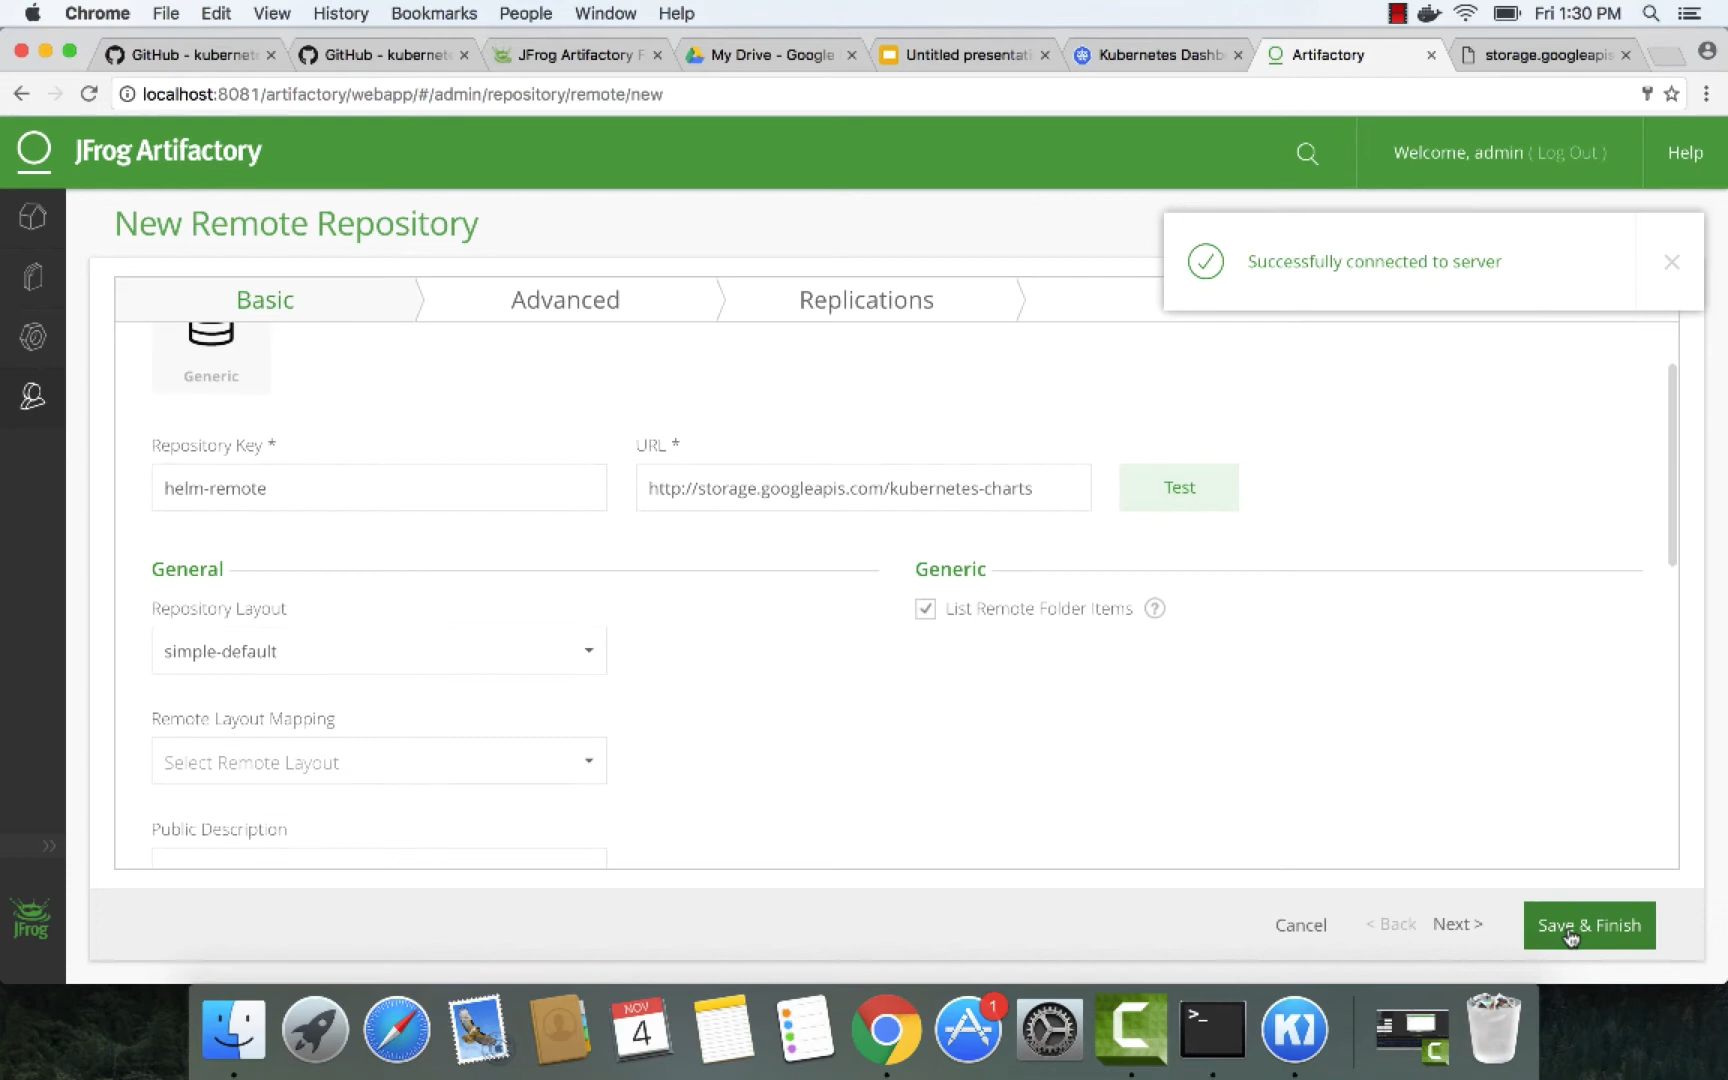 Chrome File Edit View History Bookmarks People Window Help Fri 1:30 PM
GitHub - kubernet GitHub - kubernet JFrog Artifactory F My Drive - Google Untitled presentati Kubernetes Dashb Artifactory storage.googleapis
localhost:8081/artifactory/webapp/#/admin/repository/remote/new
JFrog Artifactory
Welcome, admin ( Log Out )
Help
New Remote Repository
Successfully connected to server
Basic Advanced Replications
Generic
Repository Key * URL *
helm-remote http://storage.googleapis.com/kubernetes-charts Test
General Generic
Repository Layout List Remote Folder Items ?
simple-default
Remote Layout Mapping
Select Remote Layout
Public Description
JFrog
Cancel < Back Next > Save & Finish
NOV
4
1
>_